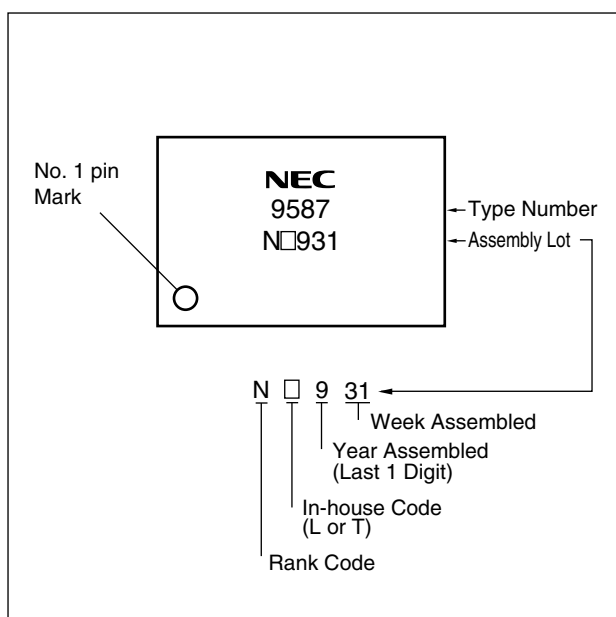 No. 1 pin
Mark
NEC
9587
N□931
Type Number
Assembly Lot
N □ 9 31
Week Assembled
Year Assembled
(Last 1 Digit)
In-house Code
(L or T)
Rank Code